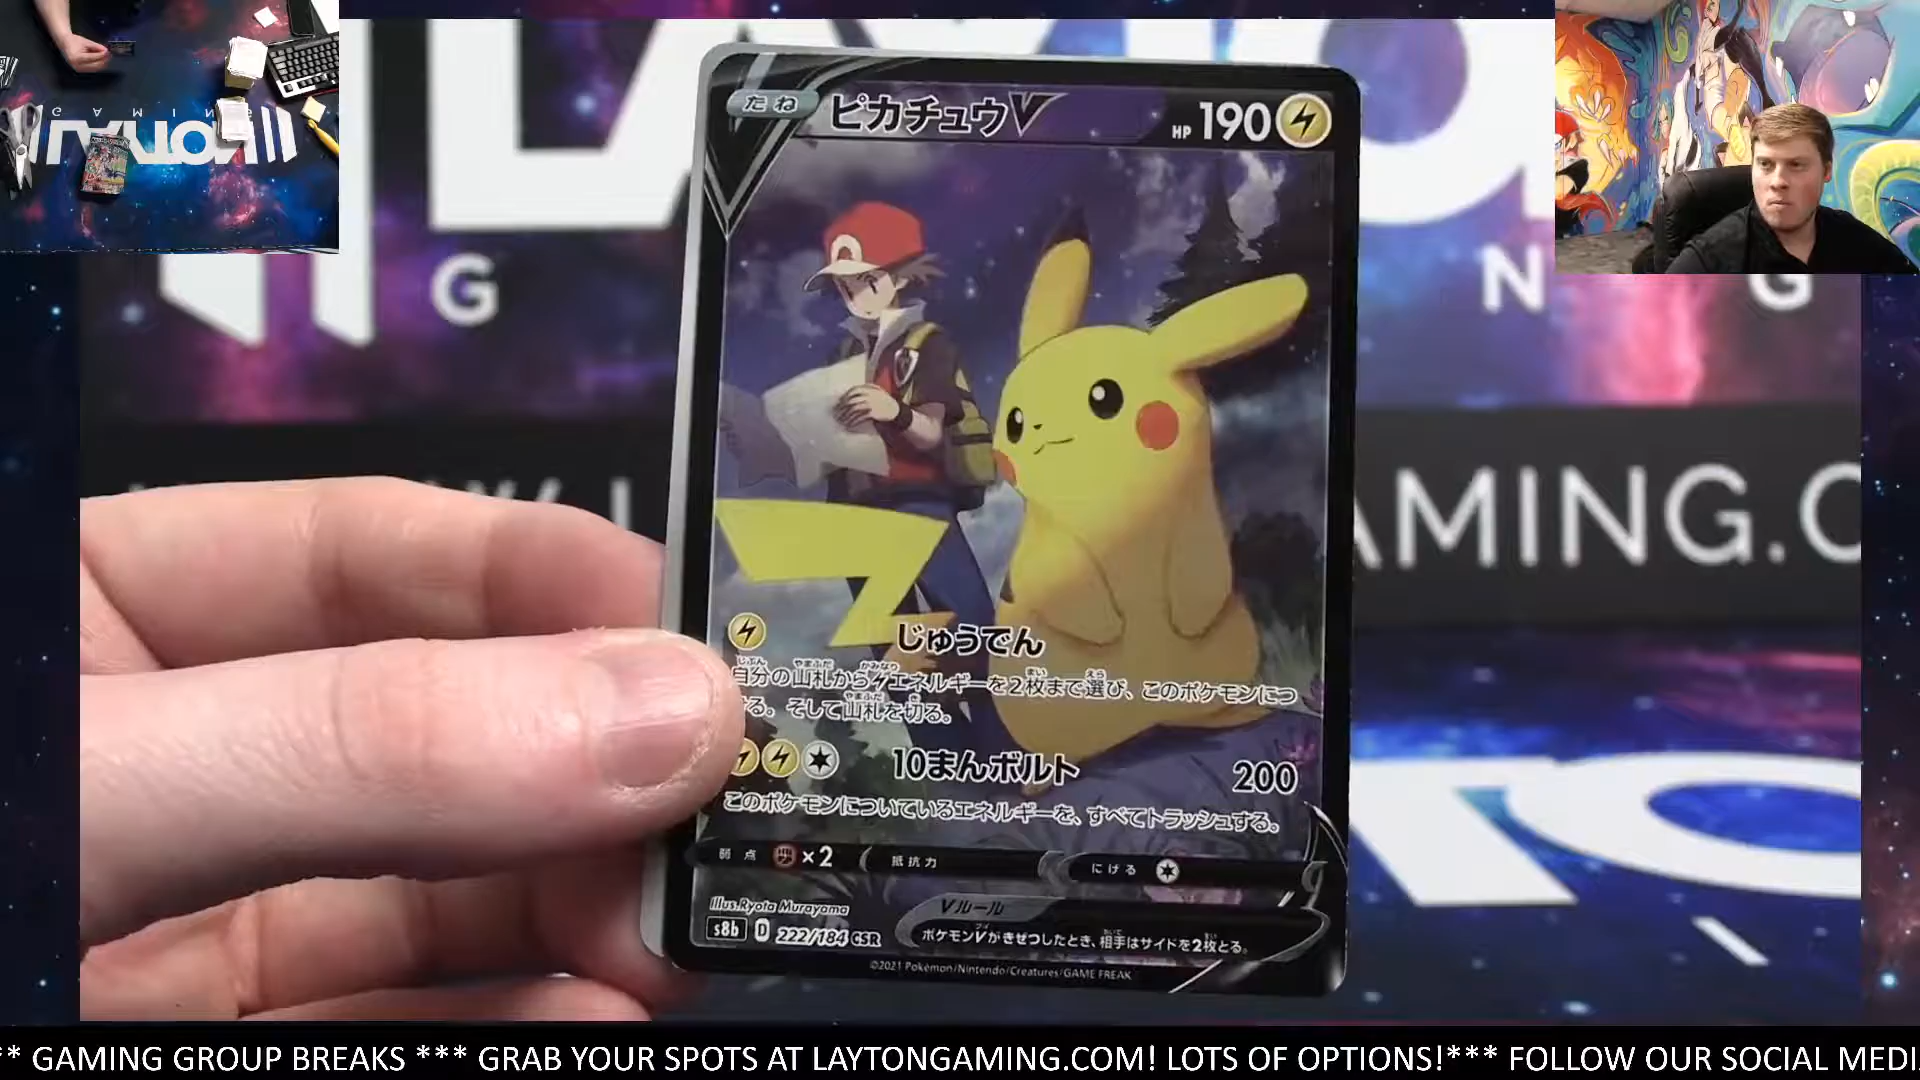 GAMING
LAYTON
たね ピカチュウV HP 190
G
N G
じゅうでん
自分の山札からエネルギーを2枚まで選び、このポケモンにつ
る。そして山札を切る。
10まんボルト 200
このポケモンについているエネルギーを、すべてトラッシュする。
弱点 ×2 抵抗力 にげる
Illus.Ryota Murayama
Vルール
s8b D 222/184 CSR
ポケモンVがきぜつしたとき、相手はサイドを2枚とる。
©2021 Pokémon/Nintendo/Creatures/GAME FREAK
AMING.C
** GAMING GROUP BREAKS *** GRAB YOUR SPOTS AT LAYTONGAMING.COM! LOTS OF OPTIONS!*** FOLLOW OUR SOCIAL MEDI